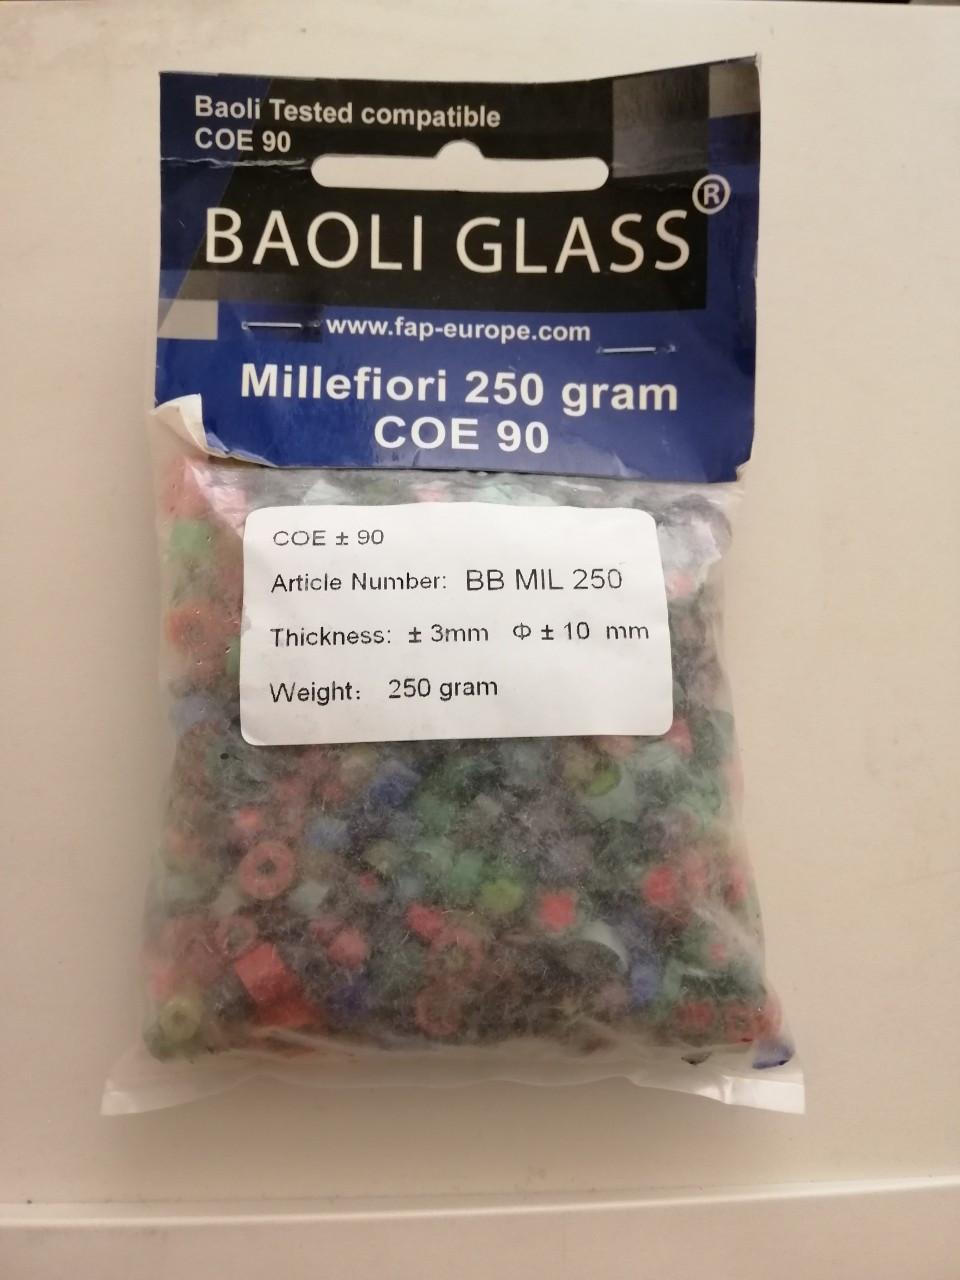 Baoli Tested compatible
COE 90
BAOLI GLASS®
www.fap-europe.com
Millefiori 250 gram
COE 90
COE ± 90
Article Number: BB MIL 250
Thickness: ± 3mm Φ ± 10 mm
Weight: 250 gram